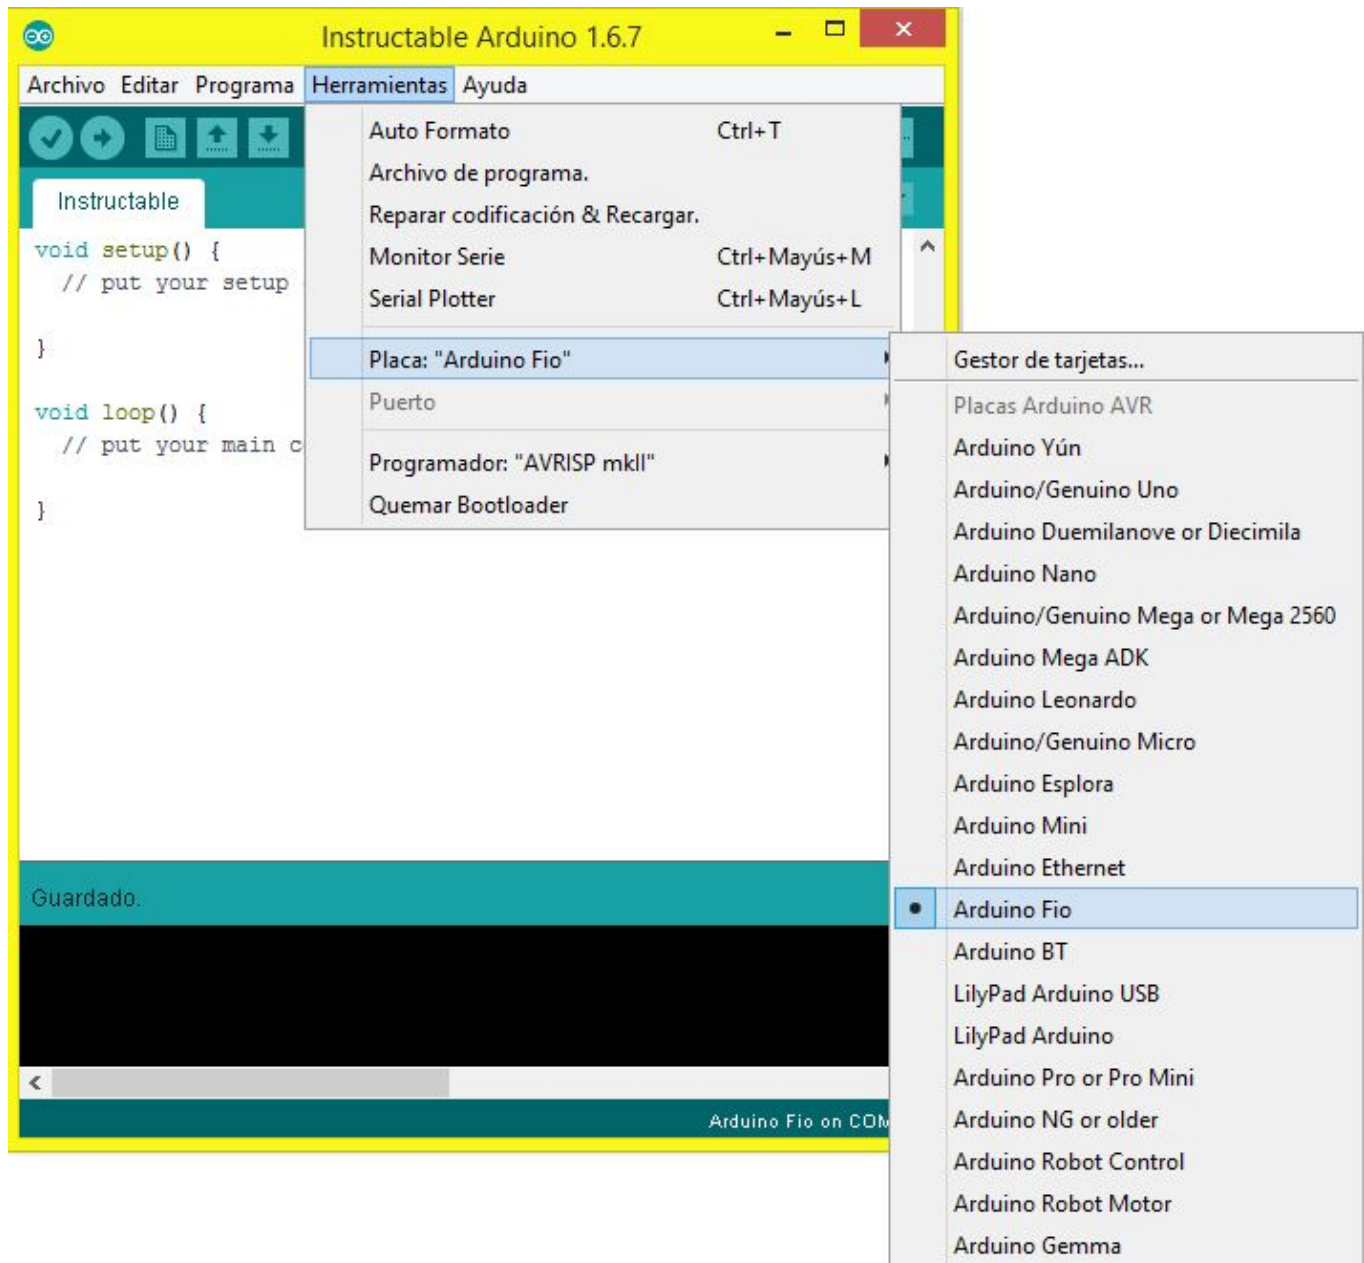 Instructable Arduino 1.6.7
Archivo Editar Programa Herramientas Ayuda
Auto Formato Ctrl+T
Archivo de programa.
Reparar codificación & Recargar.
Monitor Serie Ctrl+Mayús+M
Serial Plotter Ctrl+Mayús+L
Placa: "Arduino Fio"
Puerto
Programador: "AVRISP mkII"
Quemar Bootloader
Instructable
void setup() {
// put your setup
}
void loop() {
// put your main c
}
Gestor de tarjetas...
Placas Arduino AVR
Arduino Yún
Arduino/Genuino Uno
Arduino Duemilanove or Diecimila
Arduino Nano
Arduino/Genuino Mega or Mega 2560
Arduino Mega ADK
Arduino Leonardo
Arduino/Genuino Micro
Arduino Esplora
Arduino Mini
Arduino Ethernet
Arduino Fio
Arduino BT
LilyPad Arduino USB
LilyPad Arduino
Arduino Pro or Pro Mini
Arduino NG or older
Arduino Robot Control
Arduino Robot Motor
Arduino Gemma
Guardado.
Arduino Fio on COM